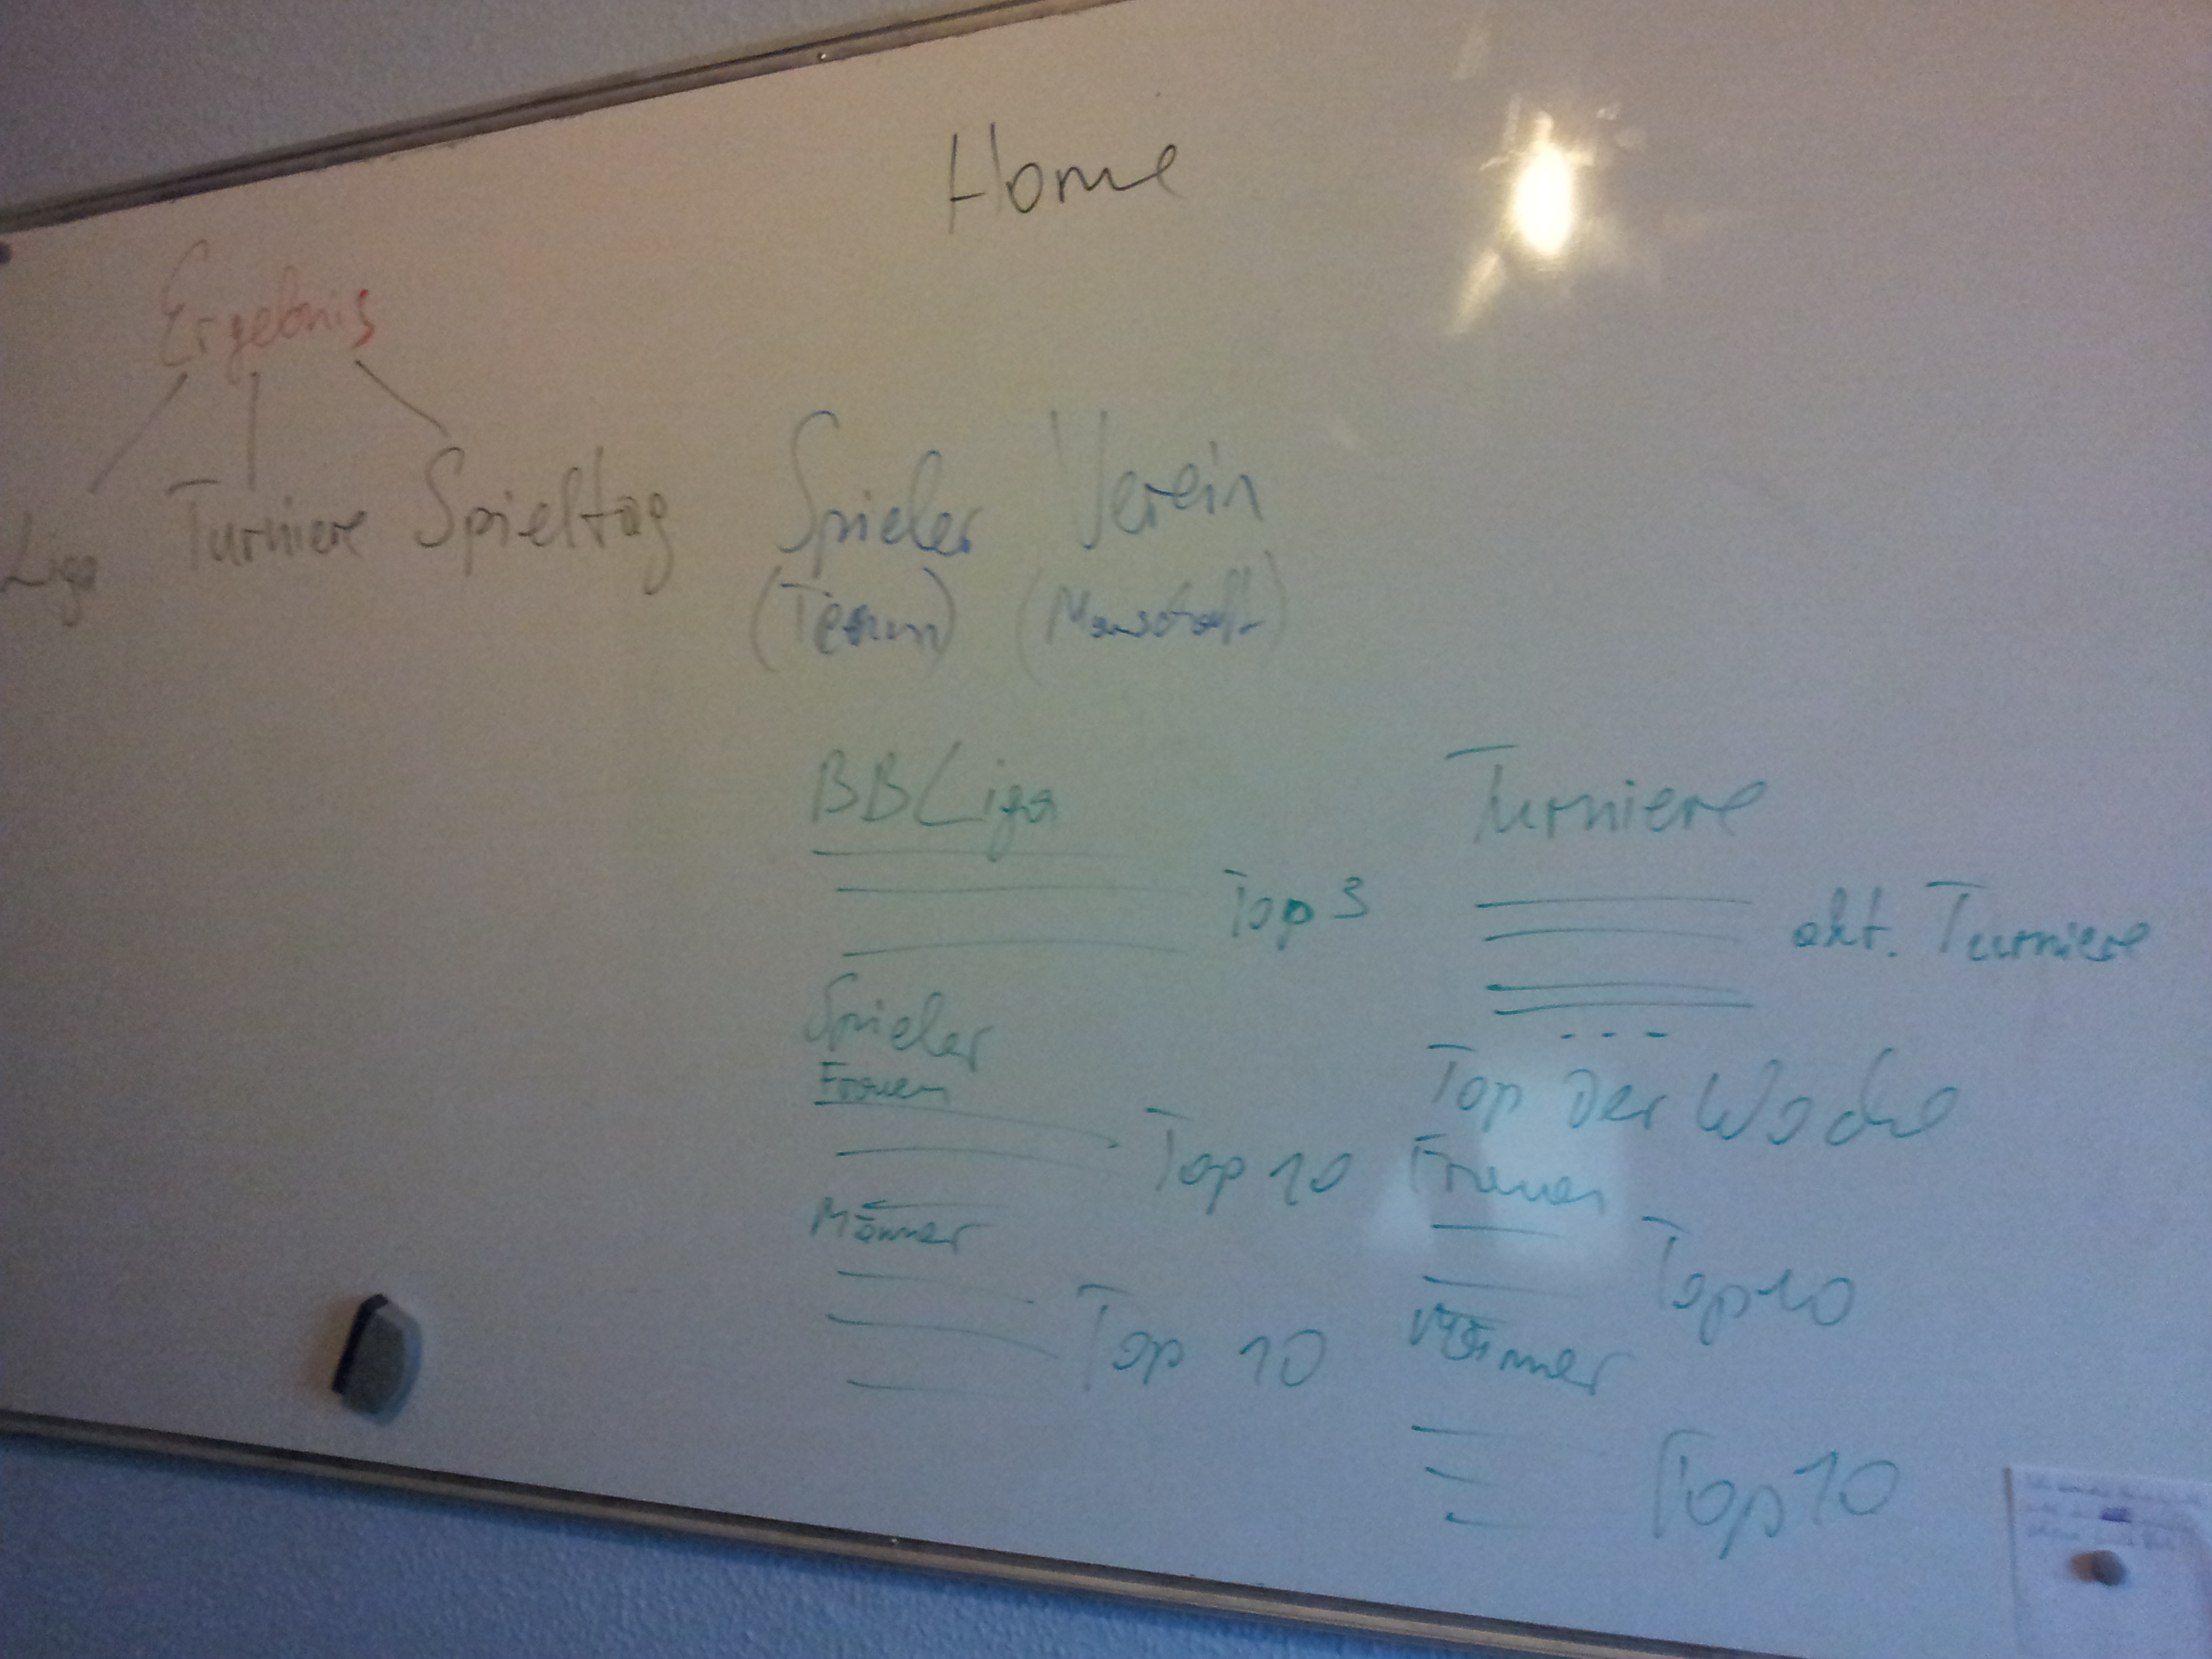 Home
Ergebnis
Liga Turniere Spieltag Spieler Verein
(Team) (Mannschaft)
BBLiga Turniere
Top 3 akt. Turniere
Spieler
Frauen
Top 10
Männer
Top 10
...
Top Der Woche
Frauen
Top 10
Männer
Top 10